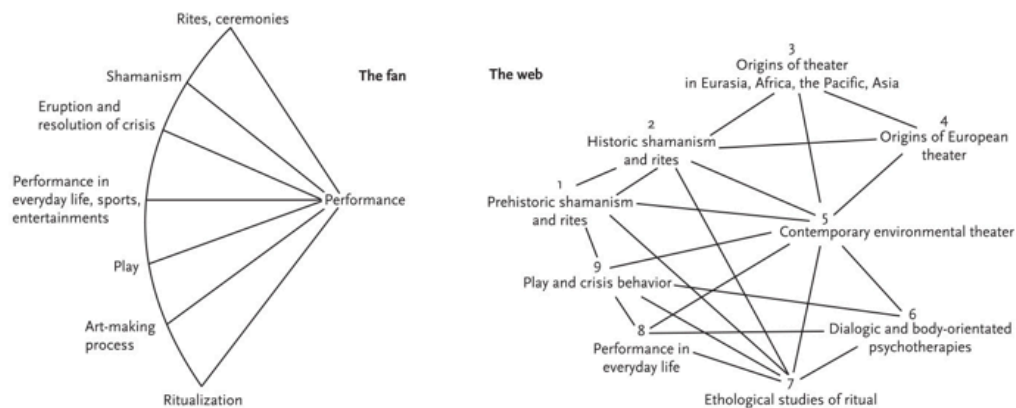 Rites, ceremonies
Shamanism
Eruption and
resolution of crisis
Performance in
everyday life, sports,
entertainments
Play
Art-making
process
Ritualization
Performance
The fan
The web
3
Origins of theater
in Eurasia, Africa, the Pacific, Asia
4
Origins of European
theater
2
Historic shamanism
and rites
1
Prehistoric shamanism
and rites
5
Contemporary environmental theater
9
Play and crisis behavior
6
Dialogic and body-orientated
psychotherapies
8
Performance in
everyday life
7
Ethological studies of ritual